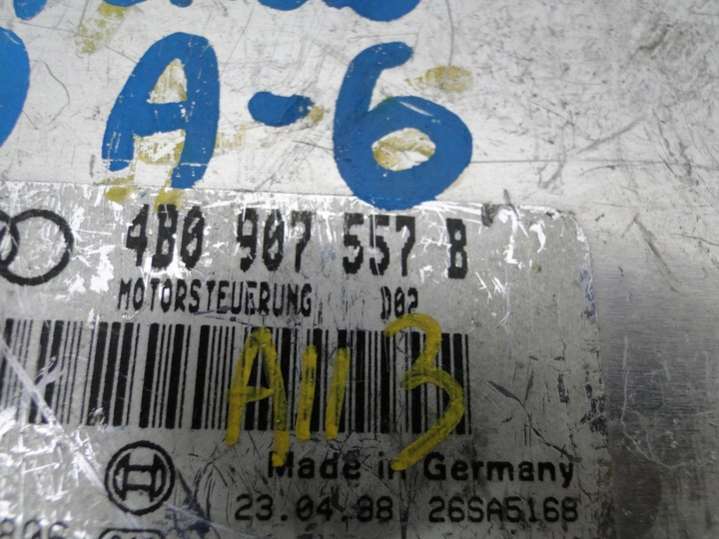 A-6
4B0 907 557 B
MOTORSTEUERUNG D02
A113
Made in Germany
23.04.98 26SA5168